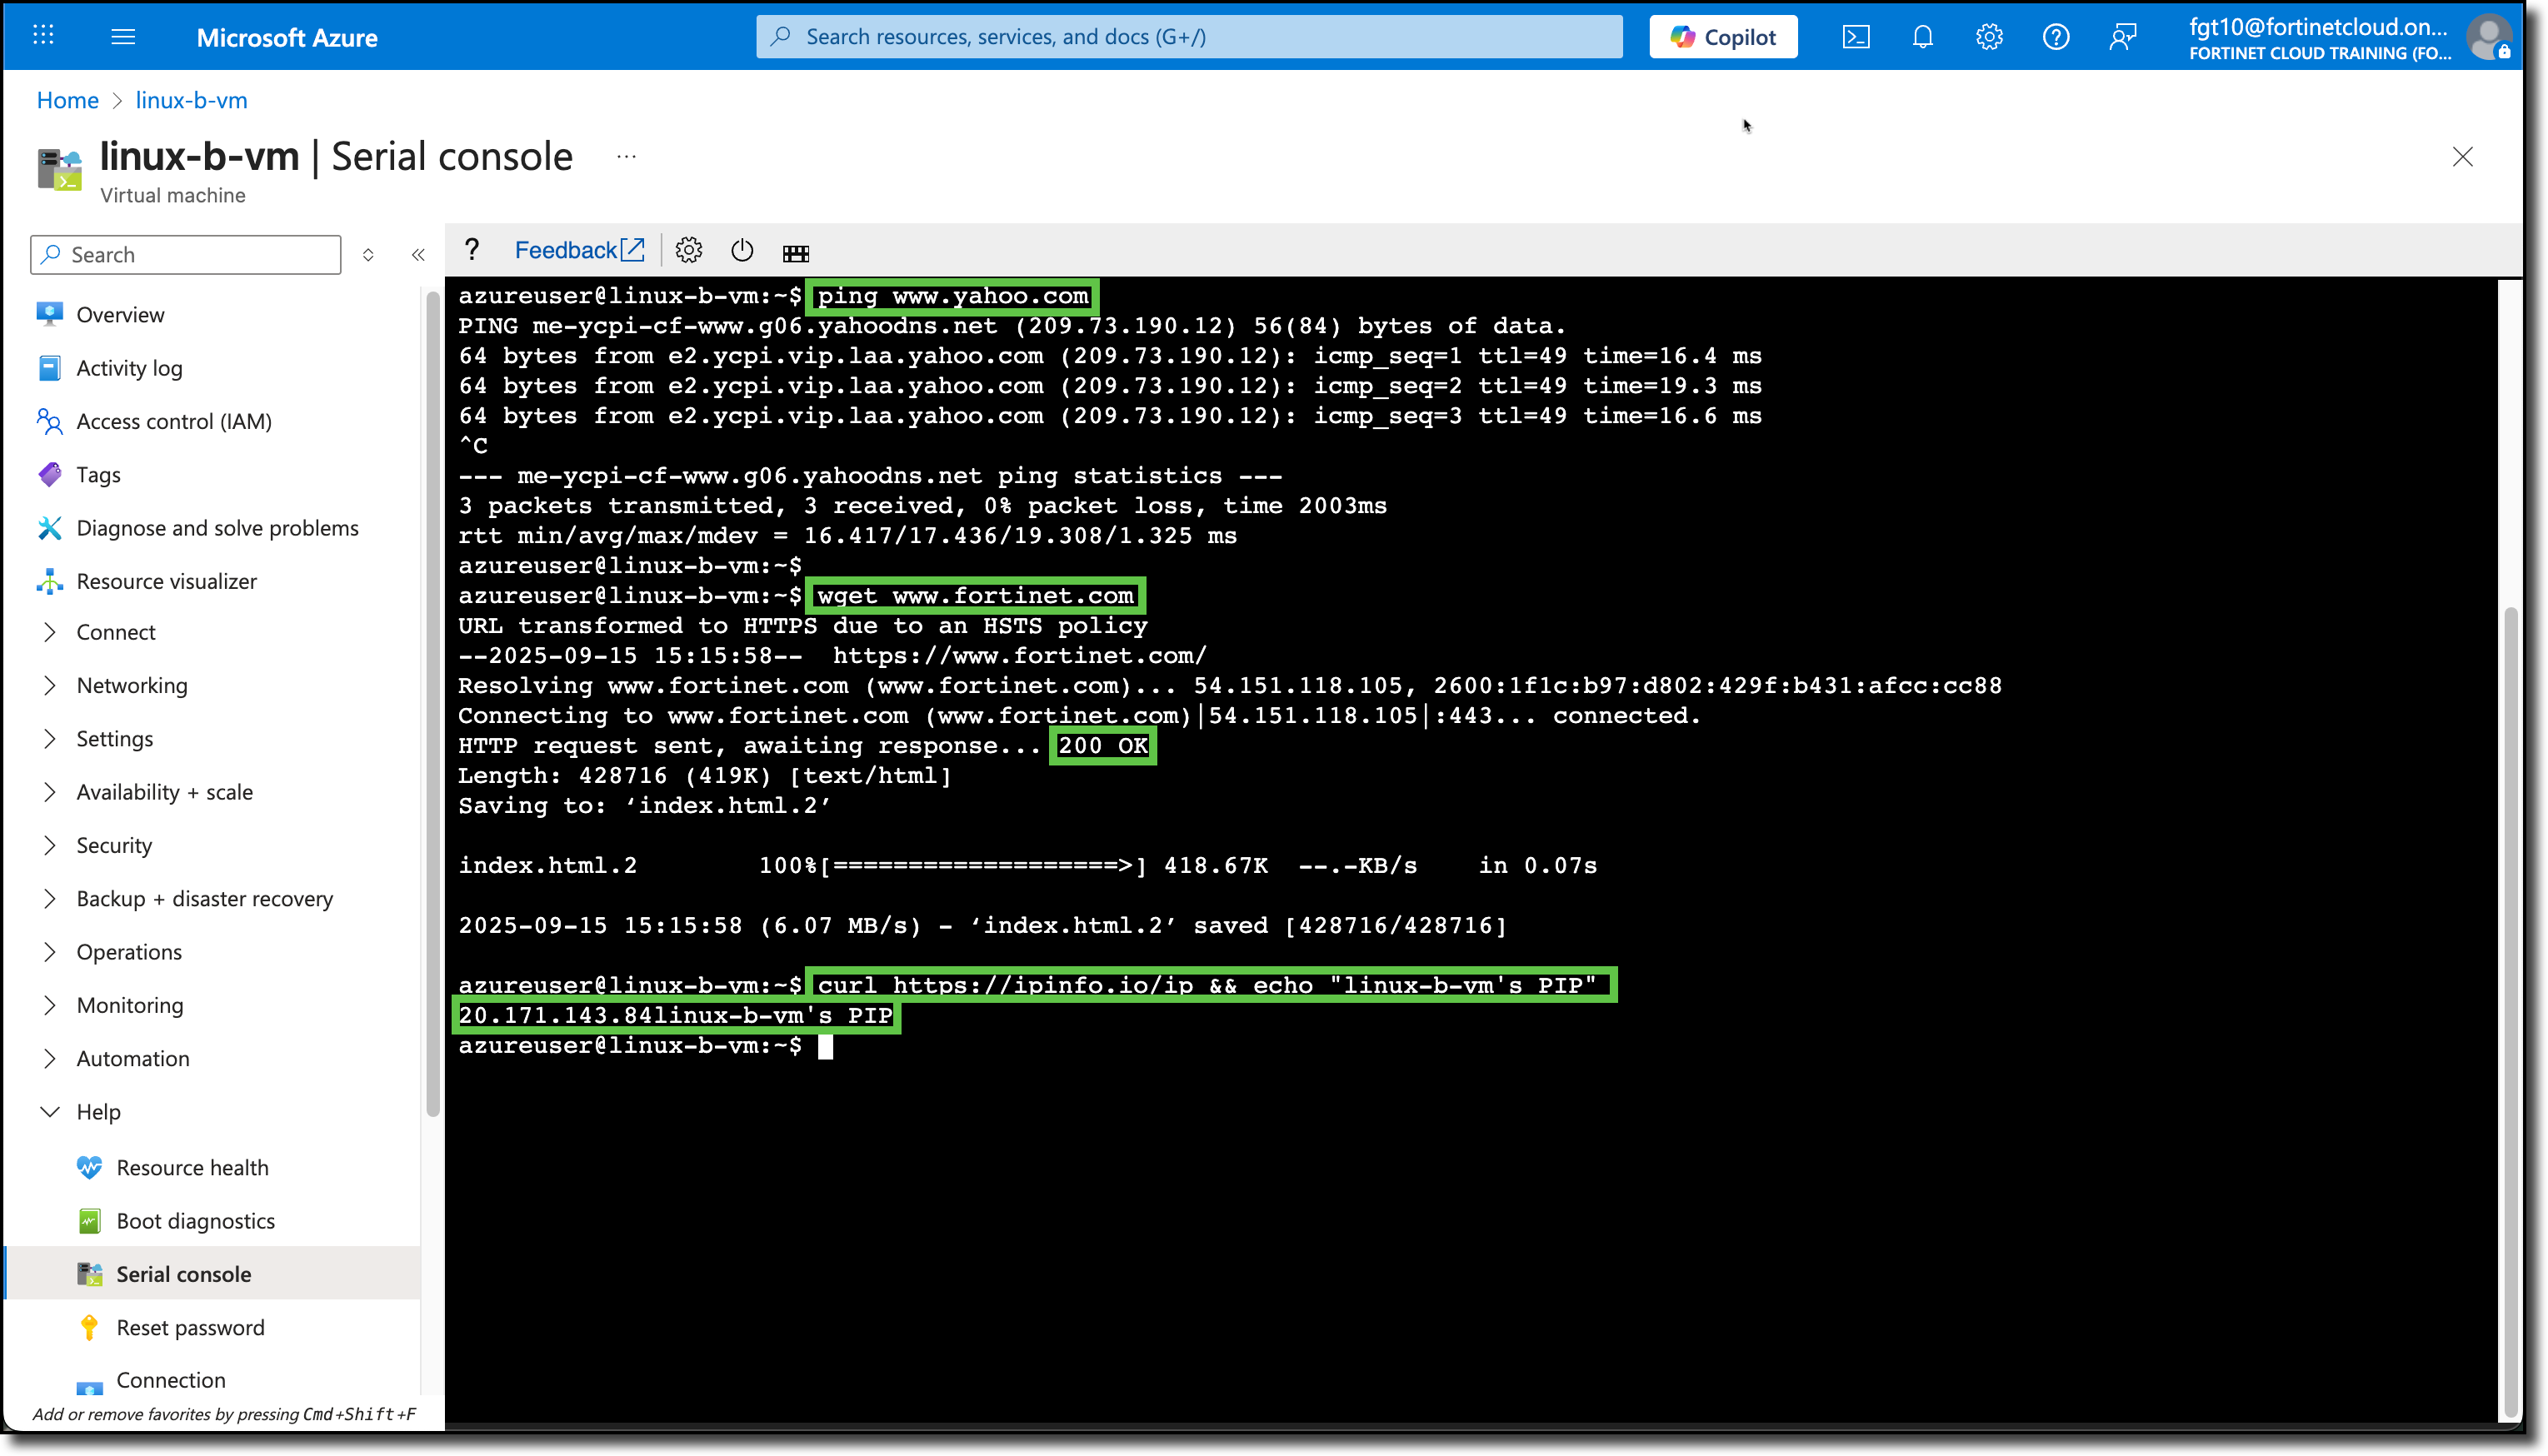 Microsoft Azure
Search resources, services, and docs (G+/)
Copilot
fgt10@fortinetcloud.on...
FORTINET CLOUD TRAINING (FO...
Home > linux-b-vm
linux-b-vm | Serial console ...
Virtual machine
Search
? Feedback
Overview
Activity log
Access control (IAM)
Tags
Diagnose and solve problems
Resource visualizer
Connect
Networking
Settings
Availability + scale
Security
Backup + disaster recovery
Operations
Monitoring
Automation
Help
Resource health
Boot diagnostics
Serial console
Reset password
Connection
Add or remove favorites by pressing Cmd+Shift+F
azureuser@linux-b-vm:~$ ping www.yahoo.com
PING me-ycpi-cf-www.g06.yahoodns.net (209.73.190.12) 56(84) bytes of data.
64 bytes from e2.ycpi.vip.laa.yahoo.com (209.73.190.12): icmp_seq=1 ttl=49 time=16.4 ms
64 bytes from e2.ycpi.vip.laa.yahoo.com (209.73.190.12): icmp_seq=2 ttl=49 time=19.3 ms
64 bytes from e2.ycpi.vip.laa.yahoo.com (209.73.190.12): icmp_seq=3 ttl=49 time=16.6 ms
^C
--- me-ycpi-cf-www.g06.yahoodns.net ping statistics ---
3 packets transmitted, 3 received, 0% packet loss, time 2003ms
rtt min/avg/max/mdev = 16.417/17.436/19.308/1.325 ms
azureuser@linux-b-vm:~$
azureuser@linux-b-vm:~$ wget www.fortinet.com
URL transformed to HTTPS due to an HSTS policy
--2025-09-15 15:15:58--  https://www.fortinet.com/
Resolving www.fortinet.com (www.fortinet.com)... 54.151.118.105, 2600:1f1c:b97:d802:429f:b431:afcc:cc88
Connecting to www.fortinet.com (www.fortinet.com)|54.151.118.105|:443... connected.
HTTP request sent, awaiting response... 200 OK
Length: 428716 (419K) [text/html]
Saving to: ‘index.html.2’
index.html.2        100%[===================>] 418.67K  --.-KB/s    in 0.07s
2025-09-15 15:15:58 (6.07 MB/s) - ‘index.html.2’ saved [428716/428716]
azureuser@linux-b-vm:~$ curl https://ipinfo.io/ip && echo "linux-b-vm's PIP"
20.171.143.84linux-b-vm's PIP
azureuser@linux-b-vm:~$